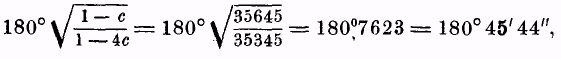 180° √((1 − c)/(1 − 4c)) = 180° √(35645/35345) = 180°,7623 = 180° 45′ 44″,